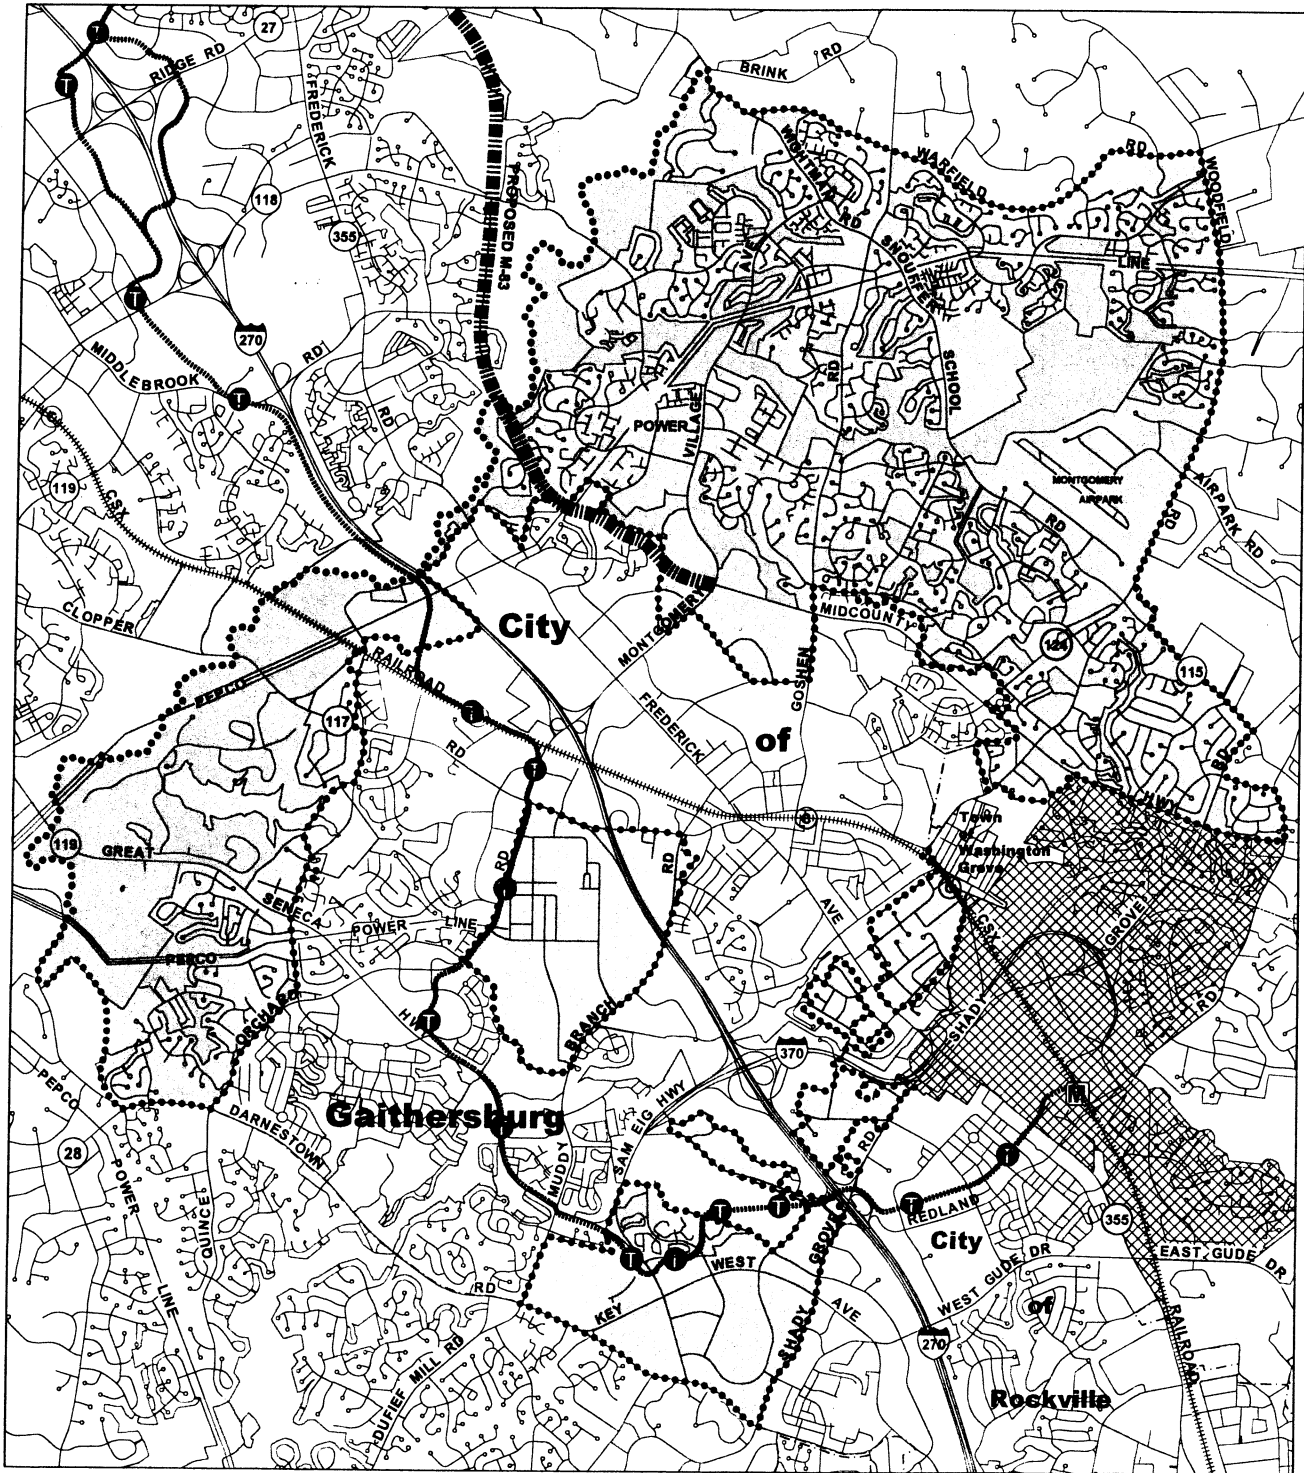 27
BRINK RD
RIDGE RD
T
T
FREDERICK
WIGHTMAN RD
WARFIELD RD
WOODFIELD
118
355
PROPOSED M-83
SNOUFFER
AVE
LINE
T
270
MIDDLEBROOK
RD
T
RD
RD
SCHOOL
POWER
VILLAGE
MONTGOMERY
AIRPARK
119
CSX
RD
RD
AIRPARK RD
CLOPPER
City
MONTGOMERY
MIDCOUNTY
124
115
GOSHEN
RAILROAD
PEPCO
117
T
RD
FREDERICK
of
T
RD
HWY
Town
of
Washington
Grove
119
GREAT
SENECA
RD
T
RD
AVE
POWER LINE
PEPCO
CSX
GROVE
RD
ORCHARD
HWY
T
BRANCH
SHADY
370
PEPCO
M
DARNESTOWN
Gaithersburg
SAM EIG HWY
MUDDY
RD
28
POWER
QUINCE
T
T
T
T
REDLAND
355
City
T
T
WEST
GROVE
WEST GUDE DR
EAST GUDE DR
LINE
RD
KEY
AVE
of
SHADY
RAILROAD
270
DUFIEF MILL RD
Rockville